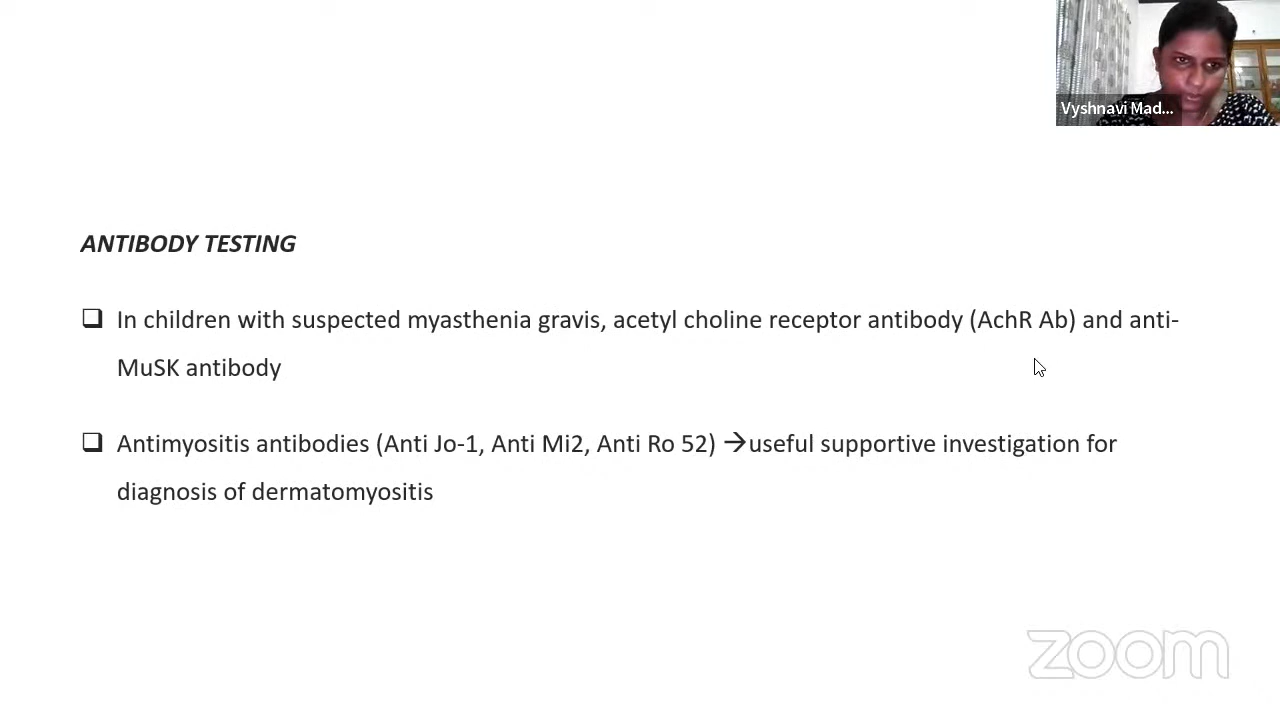 Vyshnavi Mad...
ANTIBODY TESTING
❑ In children with suspected myasthenia gravis, acetyl choline receptor antibody (AchR Ab) and anti-
MuSK antibody
❑ Antimyositis antibodies (Anti Jo-1, Anti Mi2, Anti Ro 52) →useful supportive investigation for
diagnosis of dermatomyositis
zoom